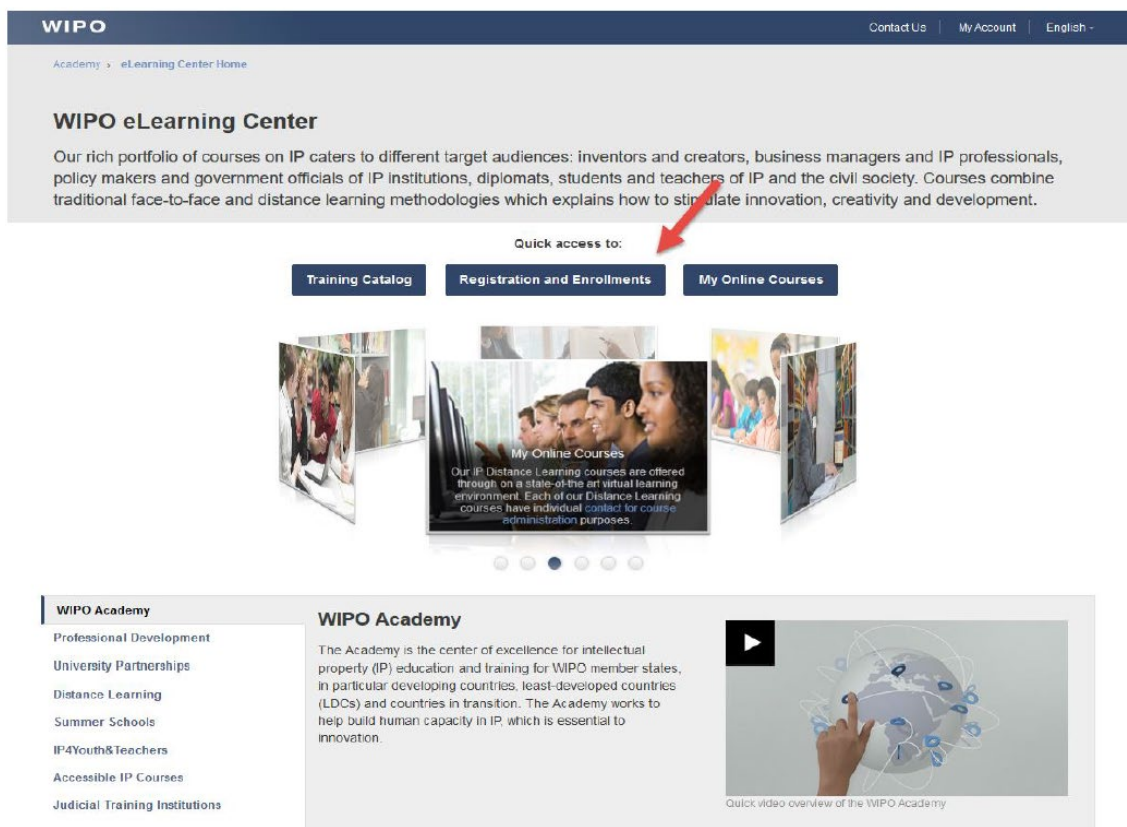 WIPO
Contact Us
My Account
English
Academy › eLearning Center Home
WIPO eLearning Center
Our rich portfolio of courses on IP caters to different target audiences: inventors and creators, business managers and IP professionals,
policy makers and government officials of IP institutions, diplomats, students and teachers of IP and the civil society. Courses combine
traditional face-to-face and distance learning methodologies which explains how to stimulate innovation, creativity and development.
Quick access to:
Training Catalog
Registration and Enrollments
My Online Courses
My Online Courses
Our IP Distance Learning courses are offered
through on a state-of-the art virtual learning
environment. Each of our Distance Learning
courses have individual contact for course
administration purposes.
WIPO Academy
Professional Development
University Partnerships
Distance Learning
Summer Schools
IP4Youth&Teachers
Accessible IP Courses
Judicial Training Institutions
WIPO Academy
The Academy is the center of excellence for intellectual
property (IP) education and training for WIPO member states,
in particular developing countries, least-developed countries
(LDCs) and countries in transition. The Academy works to
help build human capacity in IP, which is essential to
innovation.
Quick video overview of the WIPO Academy